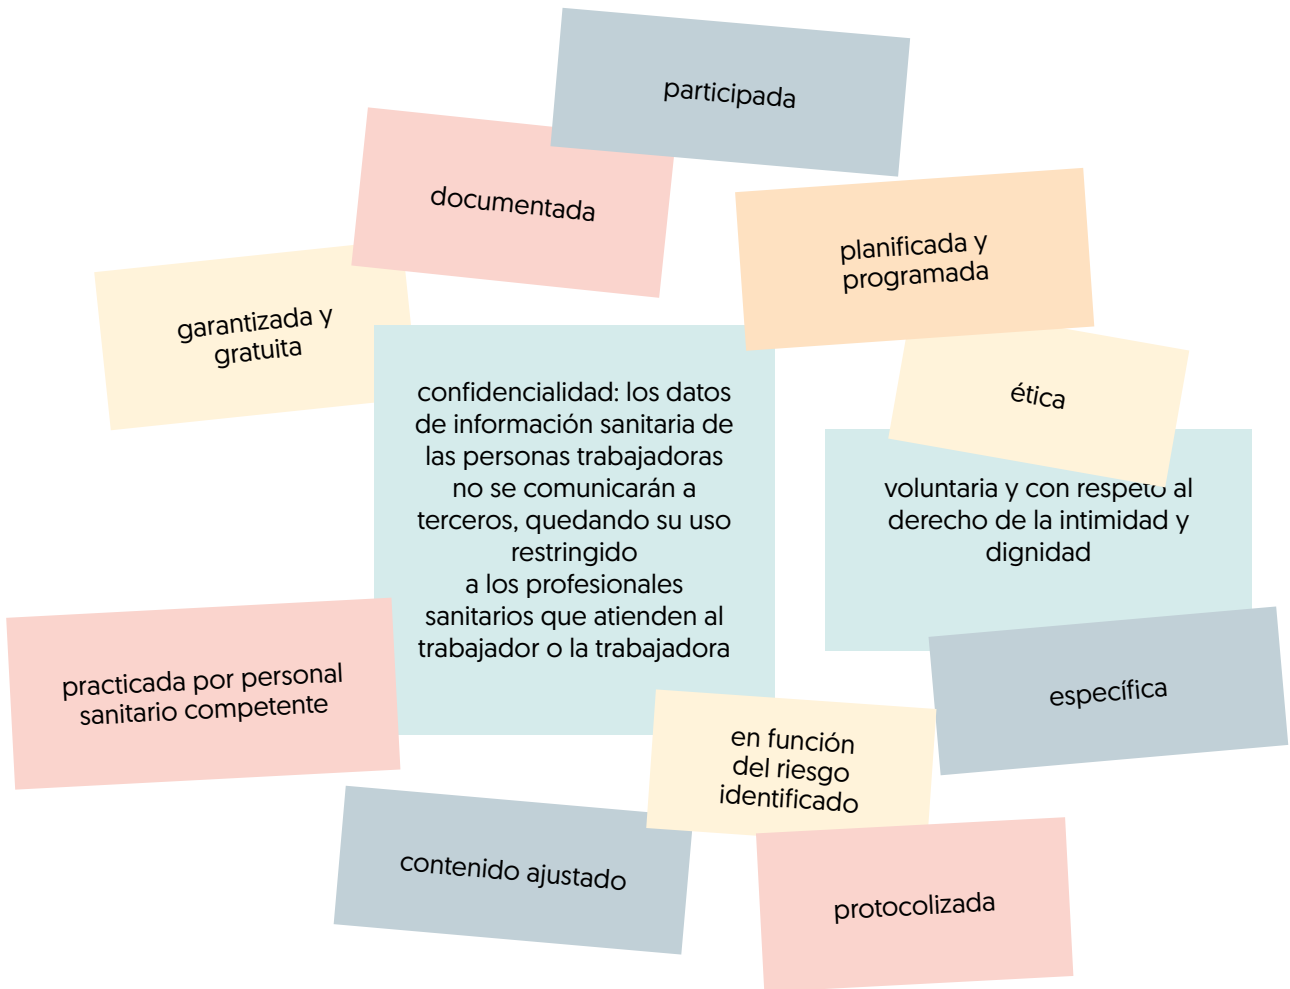 participada
documentada
planificada y
programada
garantizada y
gratuita
ética
confidencialidad: los datos
de información sanitaria de
las personas trabajadoras
no se comunicarán a
terceros, quedando su uso
restringido
a los profesionales
sanitarios que atienden al
trabajador o la trabajadora
voluntaria y con respeto al
derecho de la intimidad y
dignidad
practicada por personal
sanitario competente
específica
en función
del riesgo
identificado
contenido ajustado
protocolizada